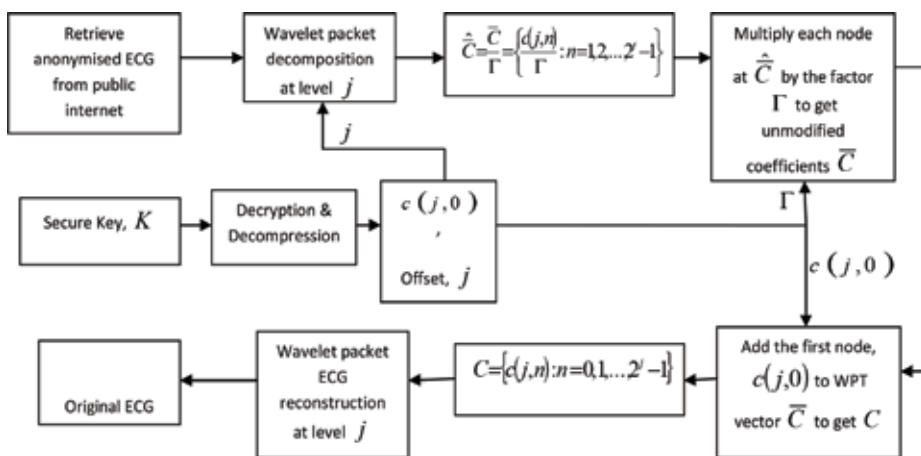 Retrieve
anonymised ECG
from public
internet
Wavelet packet
decomposition
at level j
Ĉ̄=C̄/Γ={c(j,n)/Γ:n=1,2,...,2^j−1}
Multiply each node
at Ĉ̄ by the factor
Γ to get
unmodified
coefficients C̄
j
Secure Key, K
Decryption &
Decompression
c (j,0)
,
Offset, j
Γ
c (j,0)
Original ECG
Wavelet packet
ECG
reconstruction
at level j
C={c(j,n):n=0,1,...,2^j−1}
Add the first node,
c(j,0) to WPT
vector C̄ to get C